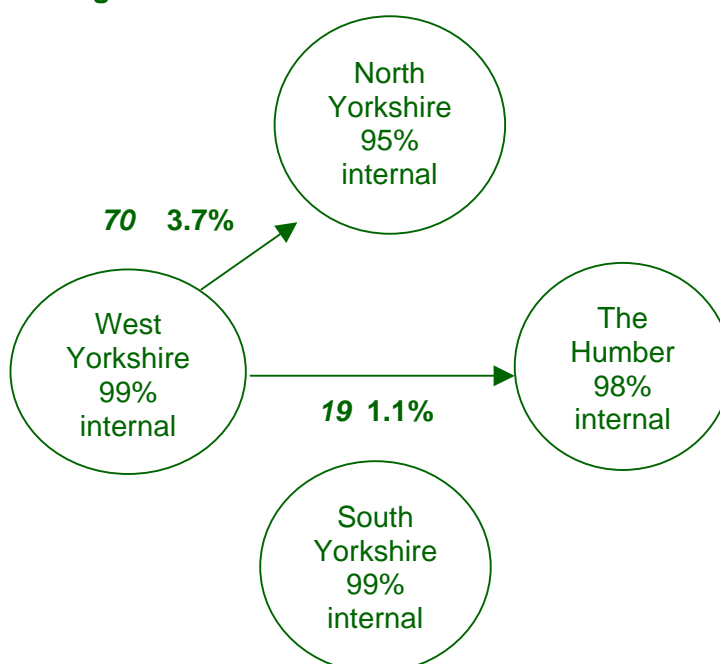 North
Yorkshire
95%
internal
70 3.7%
West
Yorkshire
99%
internal
The
Humber
98%
internal
19 1.1%
South
Yorkshire
99%
internal